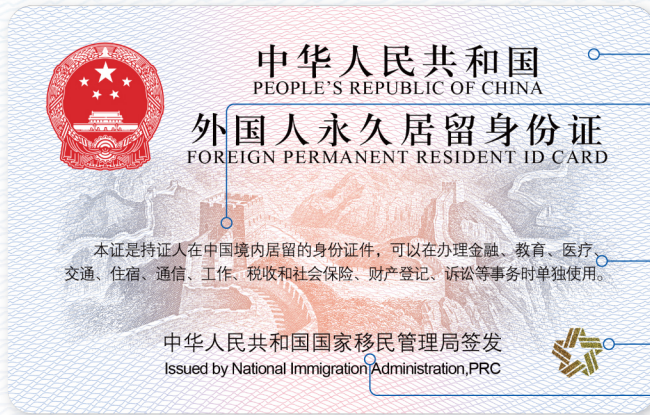 中华人民共和国
PEOPLE'S REPUBLIC OF CHINA
外国人永久居留身份证
FOREIGN PERMANENT RESIDENT ID CARD
本证是持证人在中国境内居留的身份证件，可以在办理金融、教育、医疗、
交通、住宿、通信、工作、税收和社会保险、财产登记、诉讼等事务时单独使用。
中华人民共和国国家移民管理局签发
Issued by National Immigration Administration,PRC